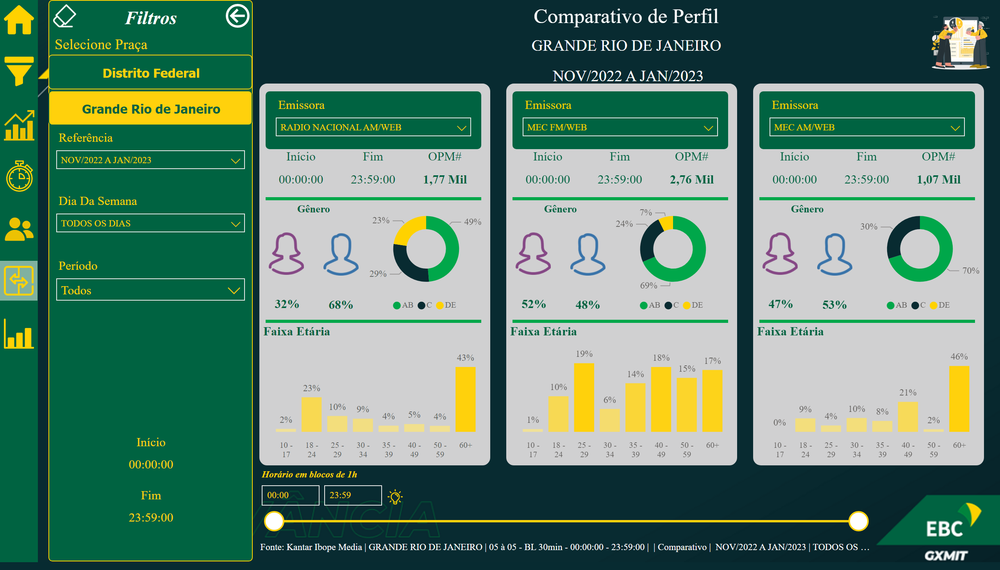 Filtros
Selecione Praça
Distrito Federal
Grande Rio de Janeiro
Referência
NOV/2022 A JAN/2023
Dia Da Semana
TODOS OS DIAS
Período
Todos
Início
00:00:00
Fim
23:59:00
Comparativo de Perfil
GRANDE RIO DE JANEIRO
NOV/2022 A JAN/2023
Emissora
RADIO NACIONAL AM/WEB
Início Fim OPM#
00:00:00 23:59:00 1,77 Mil
Gênero
23% 49%
29%
32% 68%
AB C DE
Faixa Etária
2% 23% 10% 9% 4% 5% 4% 43%
10 - 18 - 25 - 30 - 35 - 40 - 50 - 60+
17 24 29 34 39 49 59
Emissora
MEC FM/WEB
Início Fim OPM#
00:00:00 23:59:00 2,76 Mil
Gênero
7%
24%
69%
52% 48%
AB C DE
Faixa Etária
1% 10% 19% 6% 14% 18% 15% 17%
10 - 18 - 25 - 30 - 35 - 40 - 50 - 60+
17 24 29 34 39 49 59
Emissora
MEC AM/WEB
Início Fim OPM#
00:00:00 23:59:00 1,07 Mil
Gênero
30%
70%
47% 53%
AB C DE
Faixa Etária
0% 9% 4% 10% 8% 21% 2% 46%
10 - 18 - 25 - 30 - 35 - 40 - 50 - 60+
17 24 29 34 39 49 59
Horário em blocos de 1h
00:00 23:59
Fonte: Kantar Ibope Media | GRANDE RIO DE JANEIRO | 05 à 05 - BL 30min - 00:00:00 - 23:59:00 | | Comparativo | NOV/2022 A JAN/2023 | TODOS OS …
EBC
GXMIT